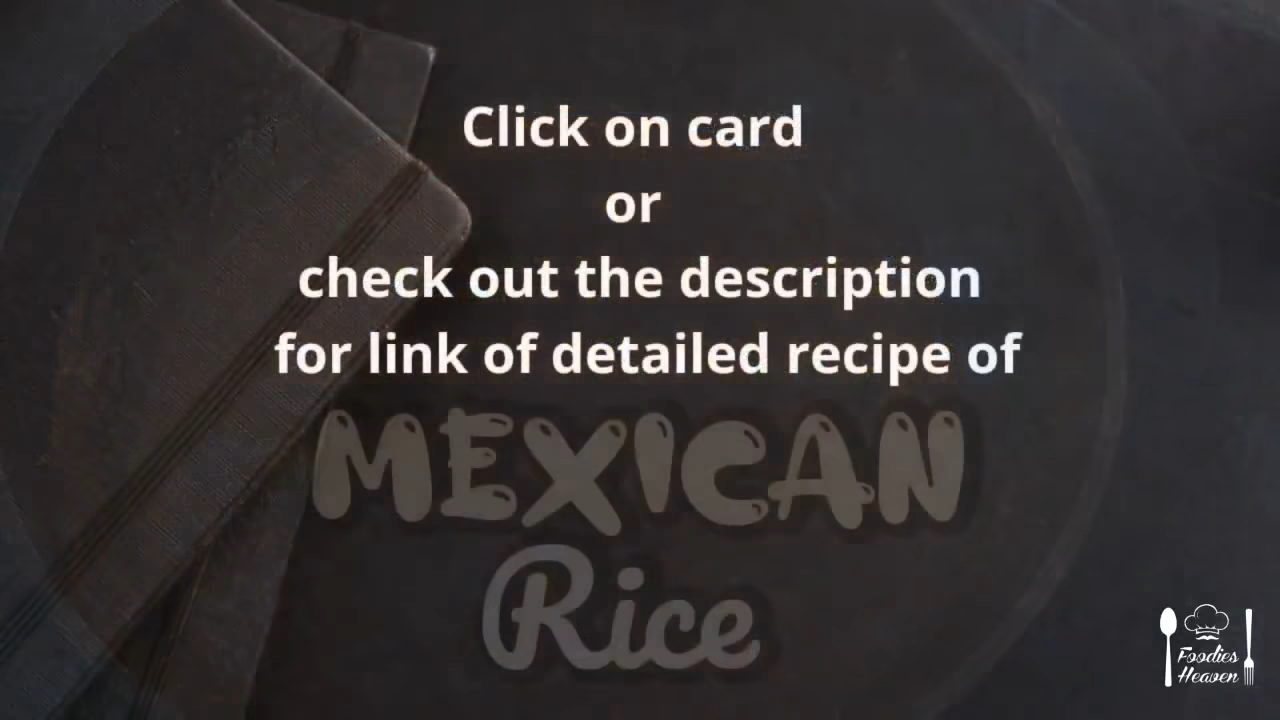 Click on card
or
check out the description
for link of detailed recipe of
MEXICAN
Rice
Foodies
Heaven